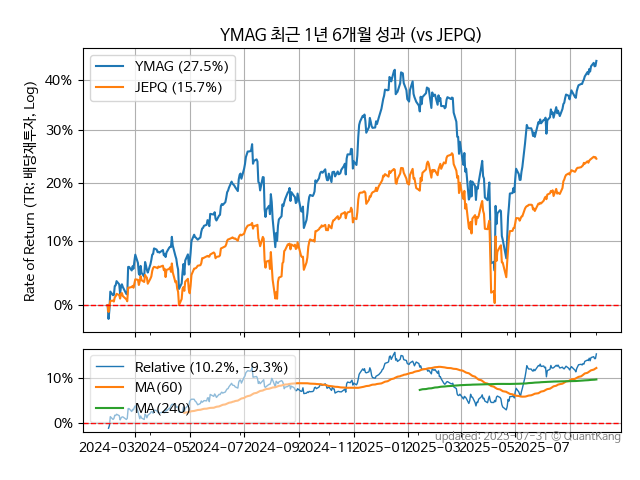 YMAG 최근 1년 6개월 성과 (vs JEPQ)
Rate of Return (TR: 배당재투자, Log)
40%
30%
20%
10%
0%
YMAG (27.5%)
JEPQ (15.7%)
10%
0%
Relative (10.2%, −9.3%)
MA(60)
MA(240)
2024-03 2024-05 2024-07 2024-09 2024-11 2025-01 2025-03 2025-05 2025-07
updated: 2025-07-31 © QuantKang